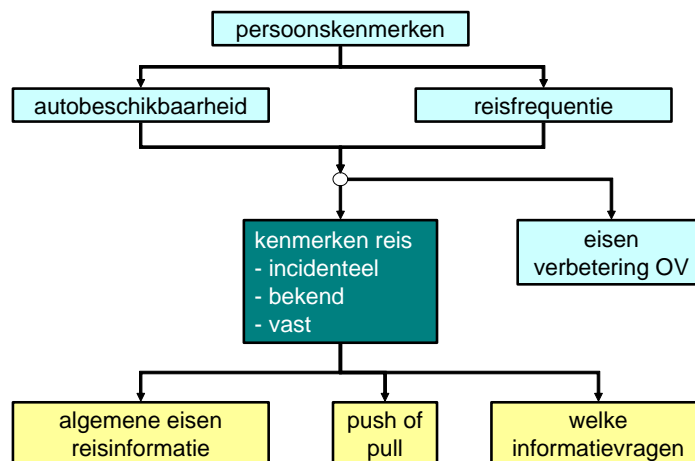 persoonskenmerken
autobeschikbaarheid
reisfrequentie
kenmerken reis
- incidenteel
- bekend
- vast
eisen
verbetering OV
algemene eisen
reisinformatie
push of
pull
welke
informatievragen